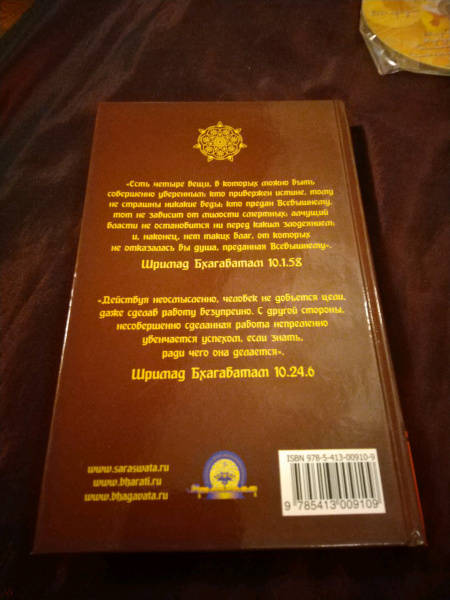 «Есть четыре вещи, в которых можно быть
совершенно уверенным: кто привержен истине, тому
не страшны никакие беды; кто предан Всевышнему,
тот не зависит от милости смертных; алчущий
власти не остановится ни перед каким злодеянием;
и, наконец, нет таких благ, от которых
не отказалась бы душа, преданная Всевышнему».
Шримад Бхагаватам 10.1.58
«Действуя неосмысленно, человек не добьется цели,
даже сделав работу безупречно. С другой стороны,
несовершенно сделанная работа непременно
увенчается успехом, если знать,
ради чего она делается».
Шримад Бхагаватам 10.24.6
www.saraswata.ru
www.bharati.ru
www.bhagavata.ru
ISBN 978-5-413-00910-9
9 785413 009109